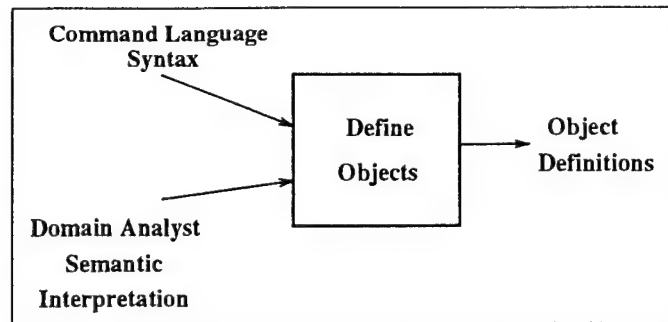 Command Language
Syntax
Define
Objects
Object
Definitions
Domain Analyst
Semantic
Interpretation